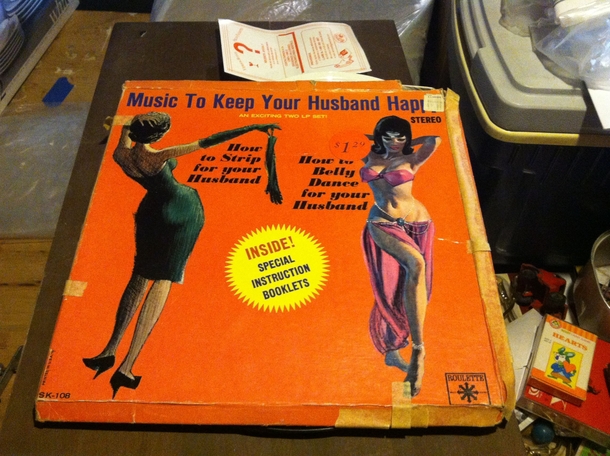 ?
Music To Keep Your Husband Hap
AN EXCITING TWO LP SET!
STEREO
How
to Strip
for your
Husband
$1.29
How to
Belly
Dance
for your
Husband
INSIDE!
SPECIAL
INSTRUCTION
BOOKLETS
ROULETTE
SK-108
HEARTS